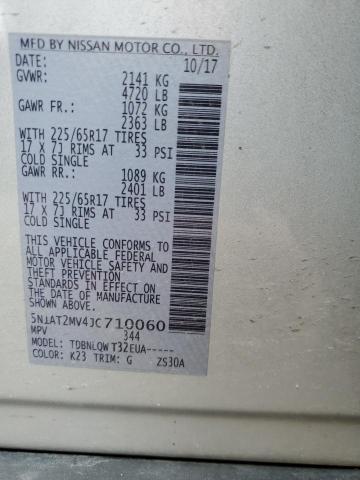 MFD BY NISSAN MOTOR CO., LTD.
DATE: 10/17
GVWR: 2141 KG
4720 LB
GAWR FR.: 1072 KG
2363 LB
WITH 225/65R17 TIRES
17 X 7J RIMS AT 33 PSI
COLD SINGLE
GAWR RR.: 1089 KG
2401 LB
WITH 225/65R17 TIRES
17 X 7J RIMS AT 33 PSI
COLD SINGLE
THIS VEHICLE CONFORMS TO
ALL APPLICABLE FEDERAL
MOTOR VEHICLE SAFETY AND
THEFT PREVENTION
STANDARDS IN EFFECT ON
THE DATE OF MANUFACTURE
SHOWN ABOVE.
5N1AT2MV4JC710060
MPV 344
MODEL: TDBNLQW T32EUA-----
COLOR: K23 TRIM: G ZS30A